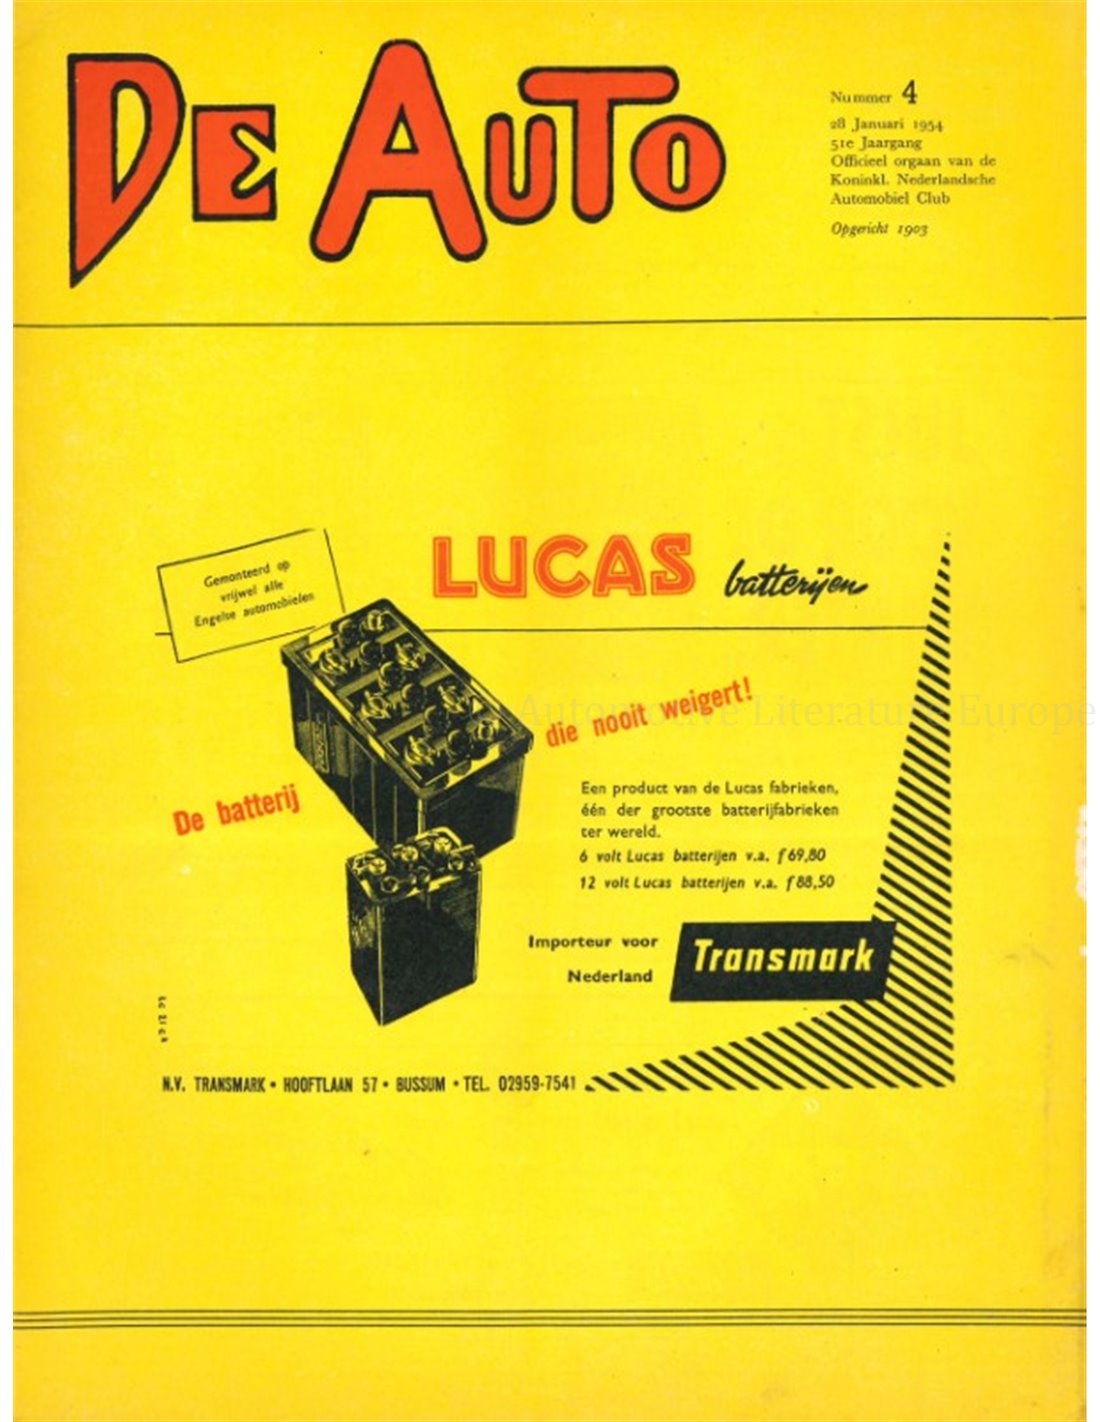 DE AUTO
Nummer 4
28 Januari 1954
51e Jaargang
Officieel orgaan van de
Koninkl. Nederlandsche
Automobiel Club
Opgericht 1903
LUCAS batterijen
Gemonteerd op
vrijwel alle
Engelse automobielen
De batterij
die nooit weigert!
Automotive Literature Europe
Een product van de Lucas fabrieken,
één der grootste batterijfabrieken
ter wereld.
6 volt Lucas batterijen v.a. f 69,80
12 volt Lucas batterijen v.a. f 88,50
Importeur voor
Nederland
Transmark
N.V. TRANSMARK • HOOFTLAAN 57 • BUSSUM • TEL. 02959-7541